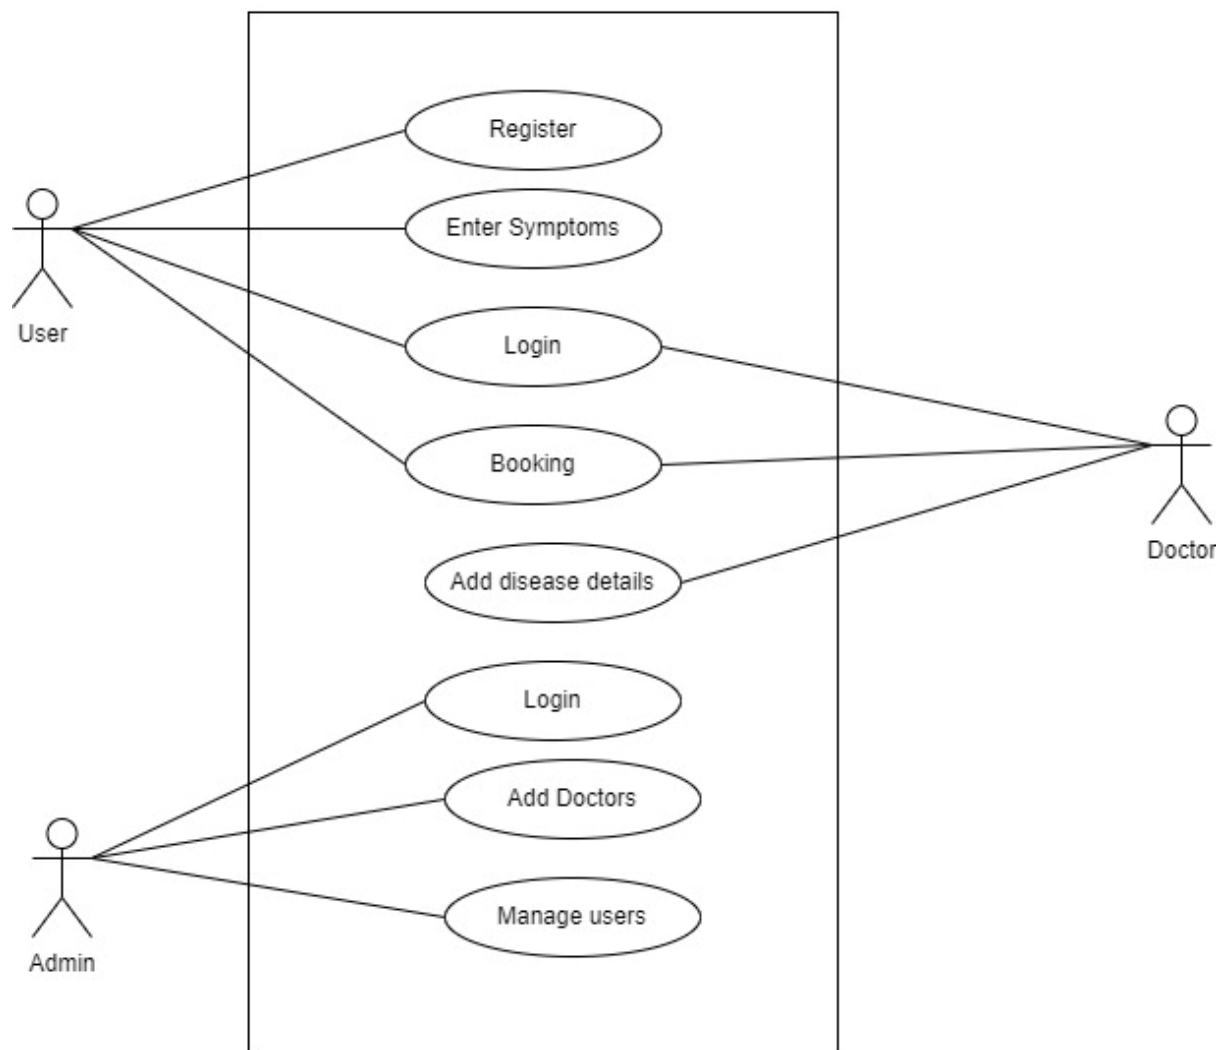 Register
Enter Symptoms
User
Login
Booking
Doctor
Add disease details
Login
Add Doctors
Manage users
Admin